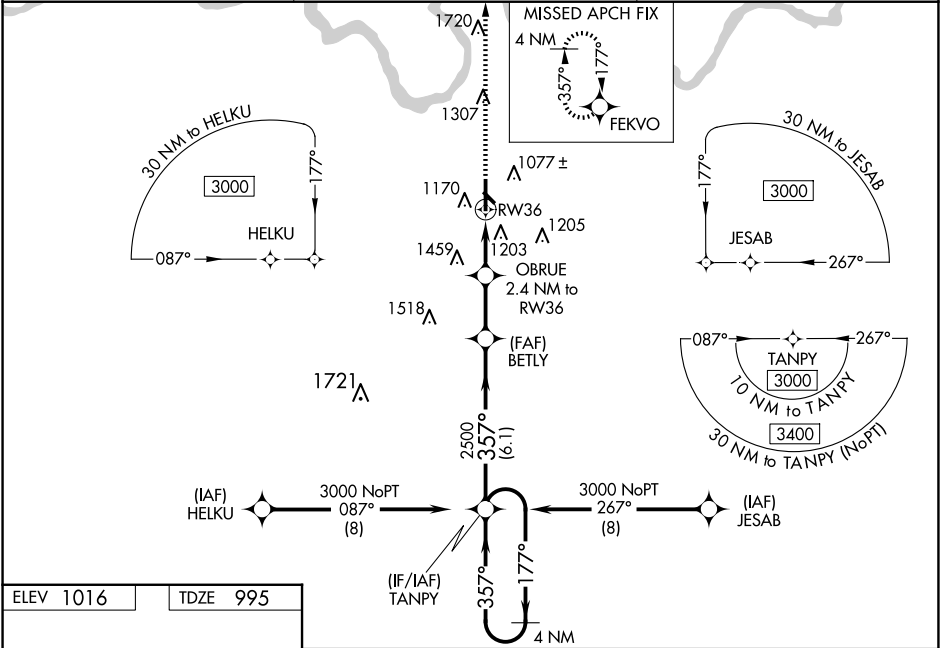 1720
MISSED APCH FIX
4 NM
357°
177°
FEKVO
1307
30 NM to HELKU
3000
177°
HELKU
087°
30 NM to JESAB
177°
3000
JESAB
267°
1077 ±
1170
RW36
1203
1205
1459
OBRUE
2.4 NM to
RW36
1518
(FAF)
BETLY
087°
267°
TANPY
3000
10 NM to TANPY
3400
30 NM to TANPY (NoPT)
1721
2500
357°
(6.1)
(IAF)
HELKU
3000 NoPT
087°
(8)
3000 NoPT
267°
(8)
(IAF)
JESAB
(IF/IAF)
TANPY
357°
177°
4 NM
ELEV 1016
TDZE 995